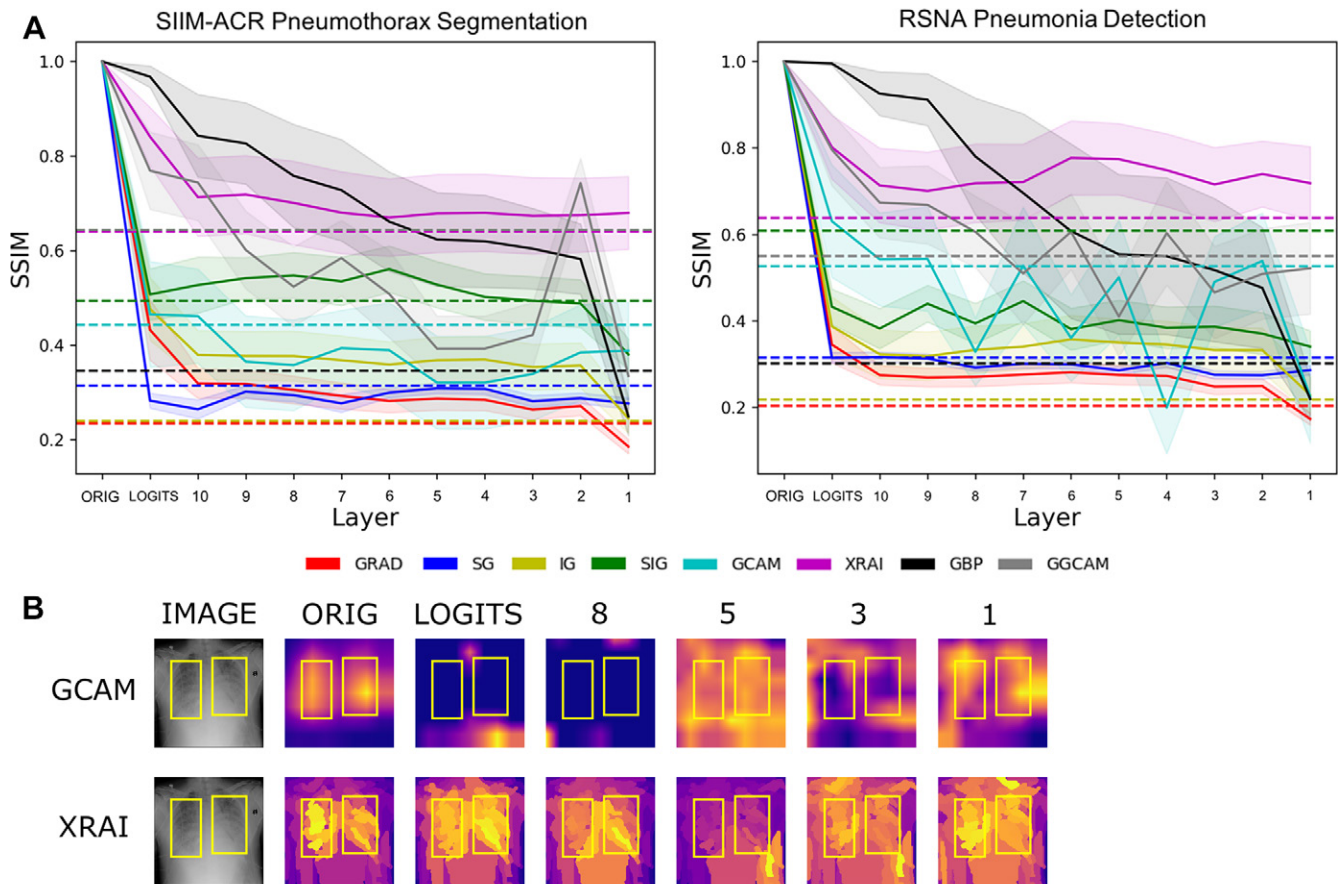 A
SIIM-ACR Pneumothorax Segmentation
RSNA Pneumonia Detection
1.0
0.8
0.6
0.4
0.2
SSIM
ORIG LOGITS 10 9 8 7 6 5 4 3 2 1
Layer
1.0
0.8
0.6
0.4
0.2
SSIM
ORIG LOGITS 10 9 8 7 6 5 4 3 2 1
Layer
GRAD SG IG SIG GCAM XRAI GBP GGCAM
B
IMAGE ORIG LOGITS 8 5 3 1
GCAM
XRAI